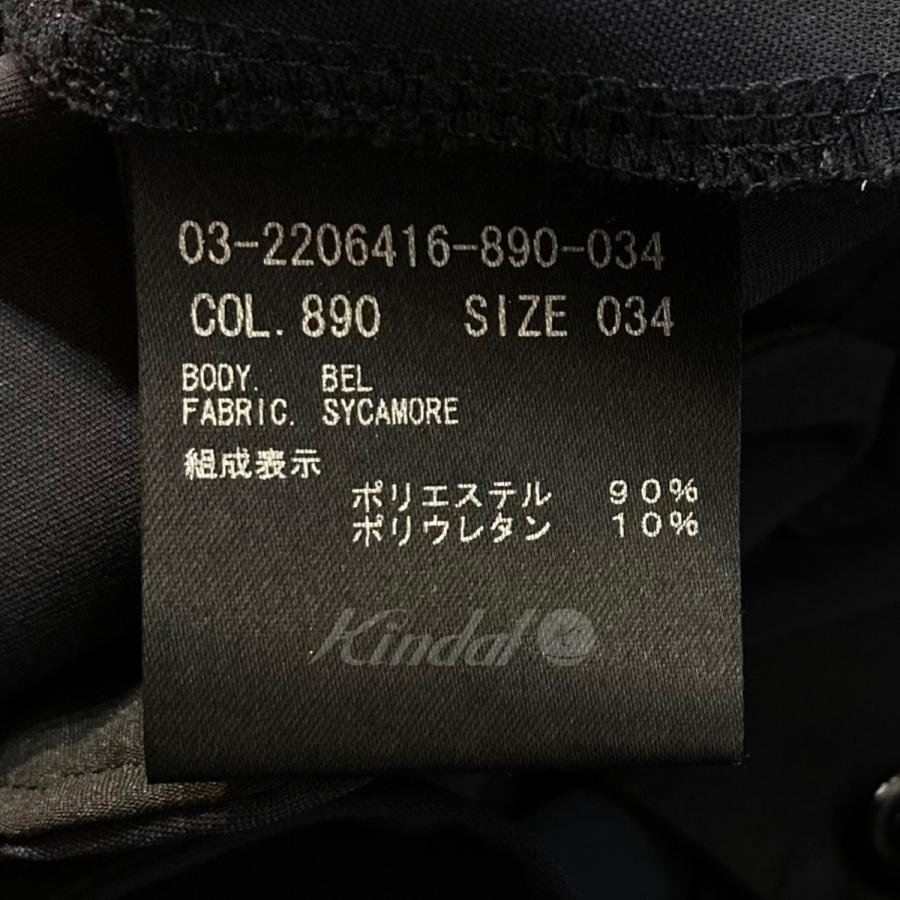 03-2206416-890-034
COL. 890 SIZE 034
BODY. BEL
FABRIC. SYCAMORE
組成表示
ポリエステル ９０％
ポリウレタン １０％
Kindal